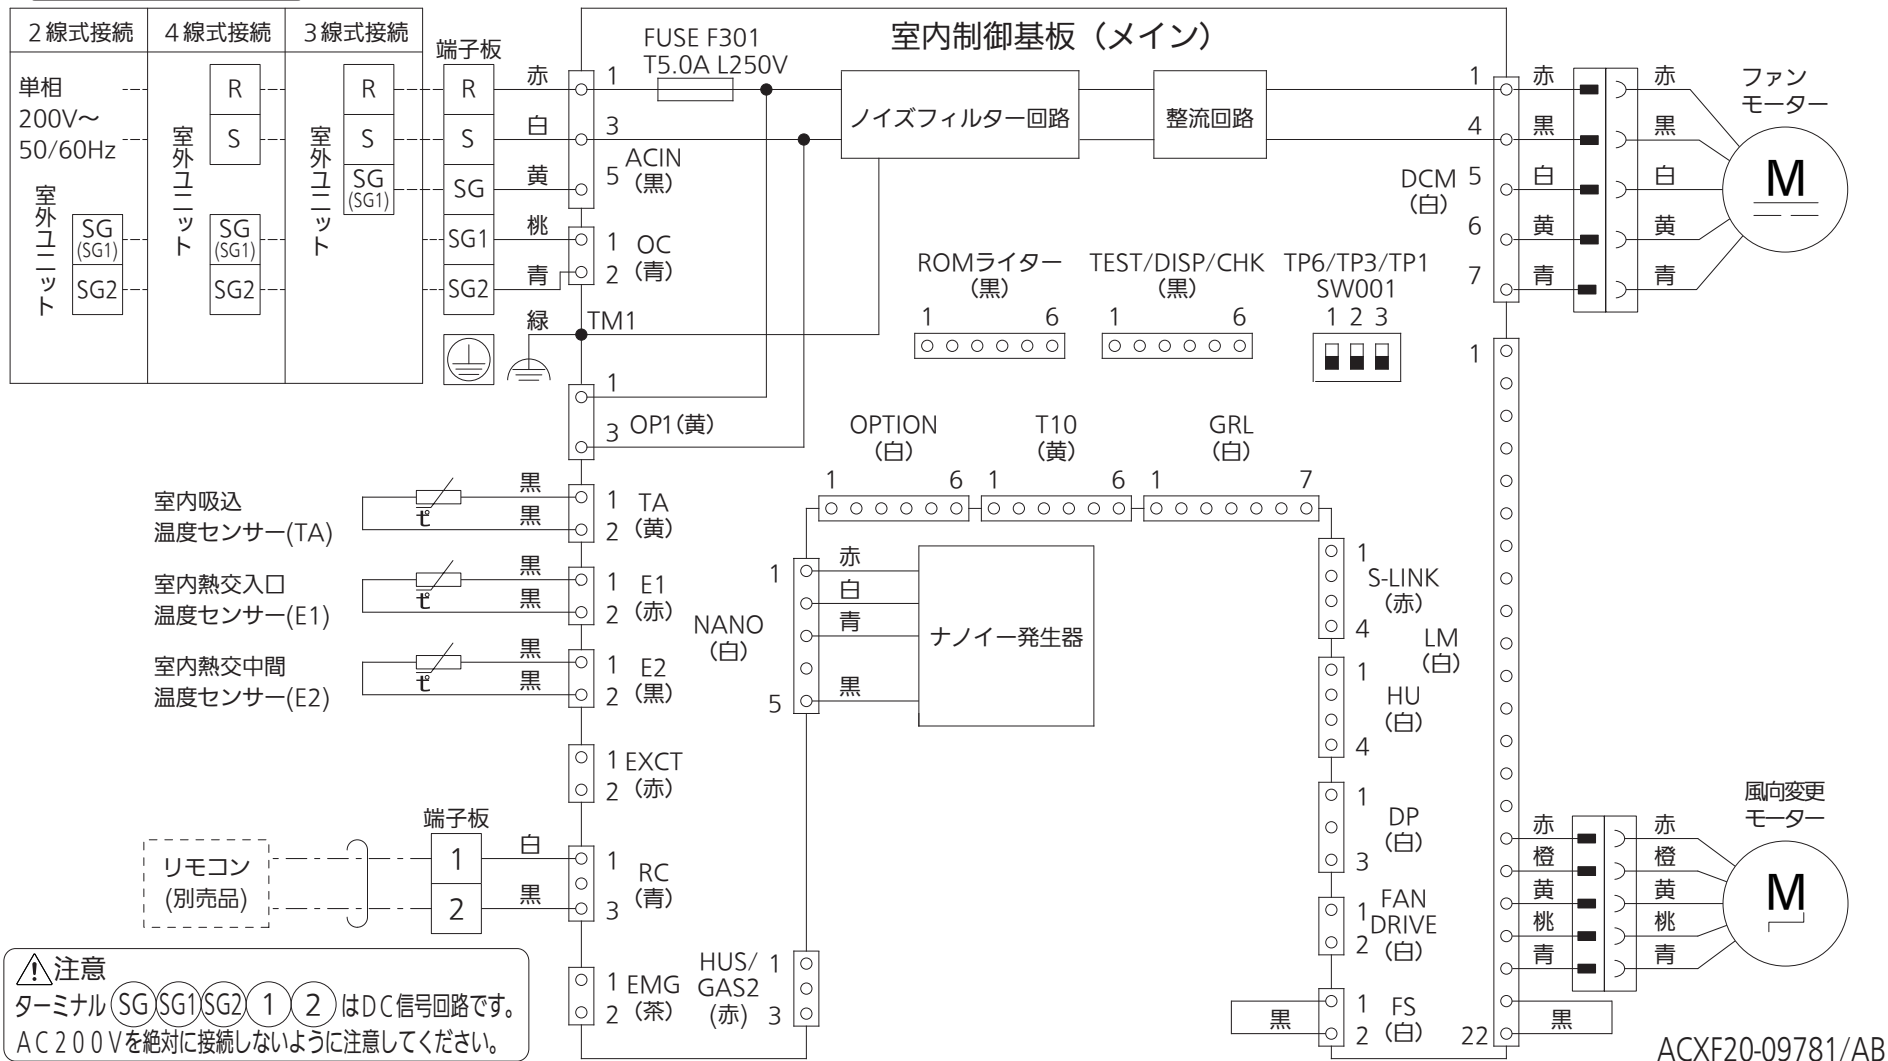 2線式接続
4線式接続
3線式接続
単相
200V～
50/60Hz
室外ユニット
SG
(SG1)
SG2
室外ユニット
R
S
SG
(SG1)
SG2
室外ユニット
R
S
SG
(SG1)
端子板
R
S
SG
SG1
SG2
赤
白
黄
桃
青
緑
1
3
5
ACIN
(黒)
1
2
OC
(青)
TM1
FUSE F301
T5.0A L250V
室内制御基板（メイン）
ノイズフィルター回路
整流回路
1
4
5
6
7
DCM
(白)
赤
黒
白
黄
青
赤
黒
白
黄
青
ファン
モーター
M
ROMライター
(黒)
1 6
TEST/DISP/CHK
(黒)
1 6
TP6/TP3/TP1
SW001
1 2 3
1
3
OP1(黄)
OPTION
(白)
1 6
T10
(黄)
1 6
GRL
(白)
1 7
室内吸込
温度センサー(TA)
ピ
黒
黒
1
2
TA
(黄)
室内熱交入口
温度センサー(E1)
ピ
黒
黒
1
2
E1
(赤)
室内熱交中間
温度センサー(E2)
ピ
黒
黒
1
2
E2
(黒)
1
2
EXCT
(赤)
NANO
(白)
1
5
赤
白
青
黒
ナノイー発生器
1
4
S-LINK
(赤)
1
4
HU
(白)
1
3
DP
(白)
1
2
FAN
DRIVE
(白)
1
2
FS
(白)
黒
LM
(白)
1
22
黒
赤
橙
黄
桃
青
赤
橙
黄
桃
青
風向変更
モーター
M
リモコン
(別売品)
端子板
1
2
白
黒
1
3
RC
(青)
1
2
EMG
(茶)
HUS/
GAS2
(赤)
1
3
注意
ターミナル SG SG1 SG2 1 2 はDC信号回路です。
AC200Vを絶対に接続しないように注意してください。
ACXF20-09781/AB